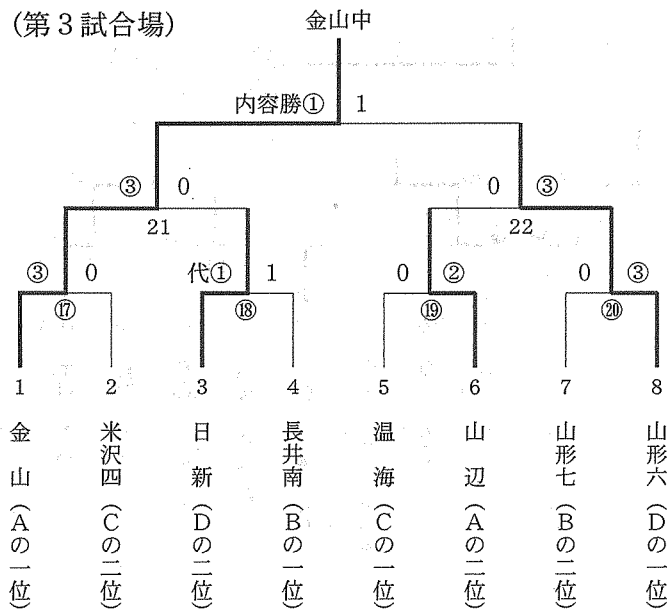 (第3試合場)
金山中
内容勝① 1
③ 0
0 ③
21
22
③ 0
代① 1
0 ②
0 ③
⑰
⑱
⑲
⑳
1 2 3 4 5 6 7 8
金山(Aの一位)
米沢四(Cの二位)
日新(Dの二位)
長井南(Bの一位)
温海(Cの一位)
山辺(Aの二位)
山形七(Bの二位)
山形六(Dの一位)